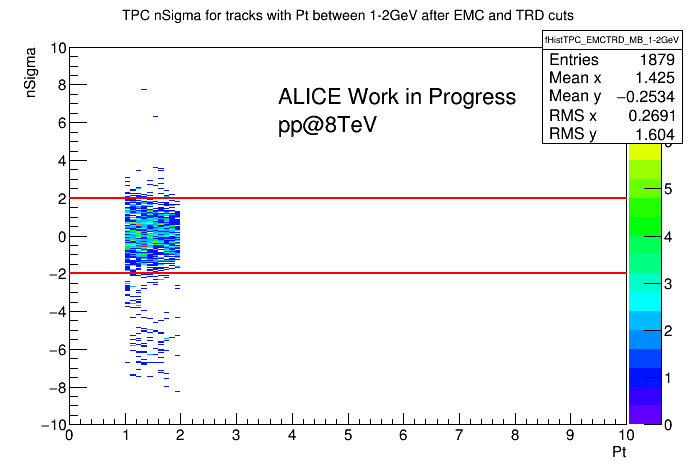 TPC nSigma for tracks with Pt between 1-2GeV after EMC and TRD cuts
fHistTPC_EMCTRD_MB_1-2GeV
Entries 1879
Mean x 1.425
Mean y −0.2534
RMS x 0.2691
RMS y 1.604
nSigma
ALICE Work in Progress
pp@8TeV
10
8
6
4
2
0
−2
−4
−6
−8
−10
0 1 2 3 4 5 6 7 8 9 10
Pt
6
5
4
3
2
1
0